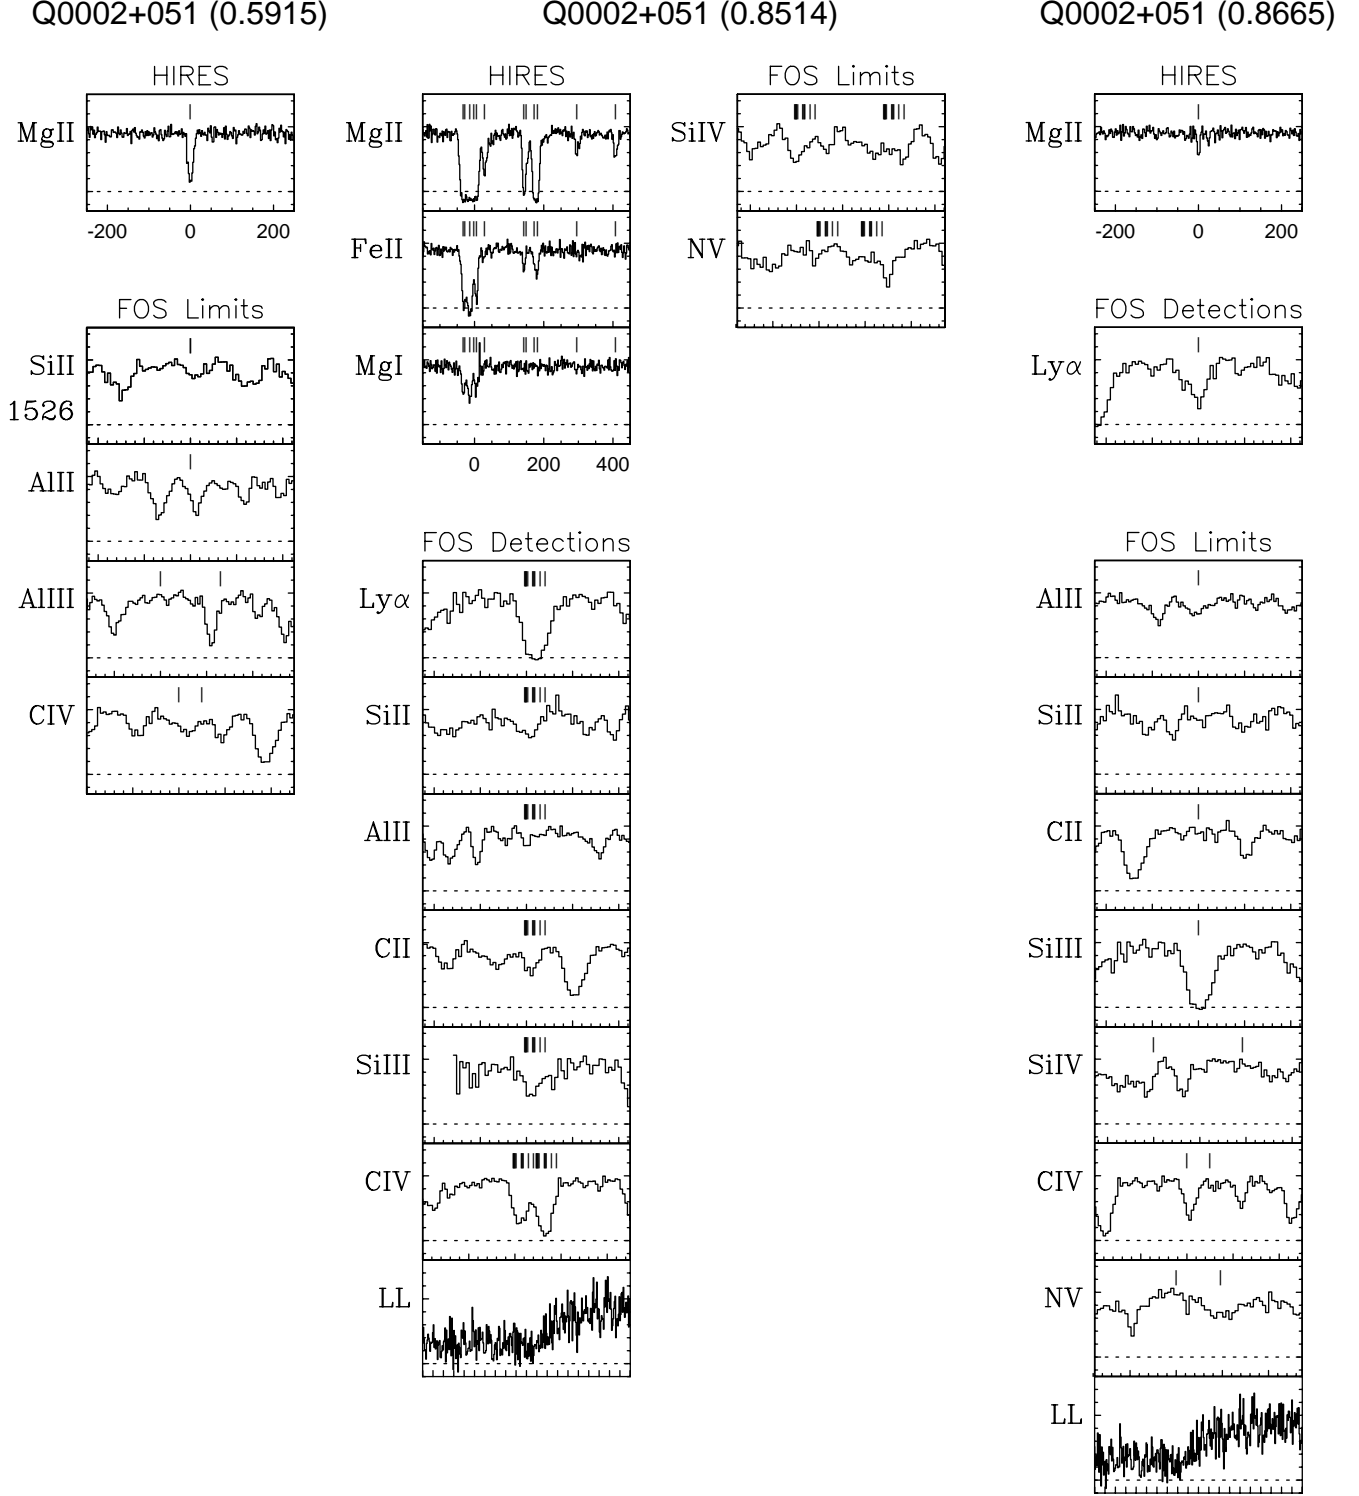 Q0002+051 (0.5915)
HIRES
MgII
-200 0 200
FOS Limits
SiII
1526
AlII
AlIII
CIV
Q0002+051 (0.8514)
HIRES
MgII
FeII
MgI
0 200 400
FOS Detections
Lyα
SiII
AlII
CII
SiIII
CIV
LL
FOS Limits
SiIV
NV
Q0002+051 (0.8665)
HIRES
MgII
-200 0 200
FOS Detections
Lyα
FOS Limits
AlII
SiII
CII
SiIII
SiIV
CIV
NV
LL